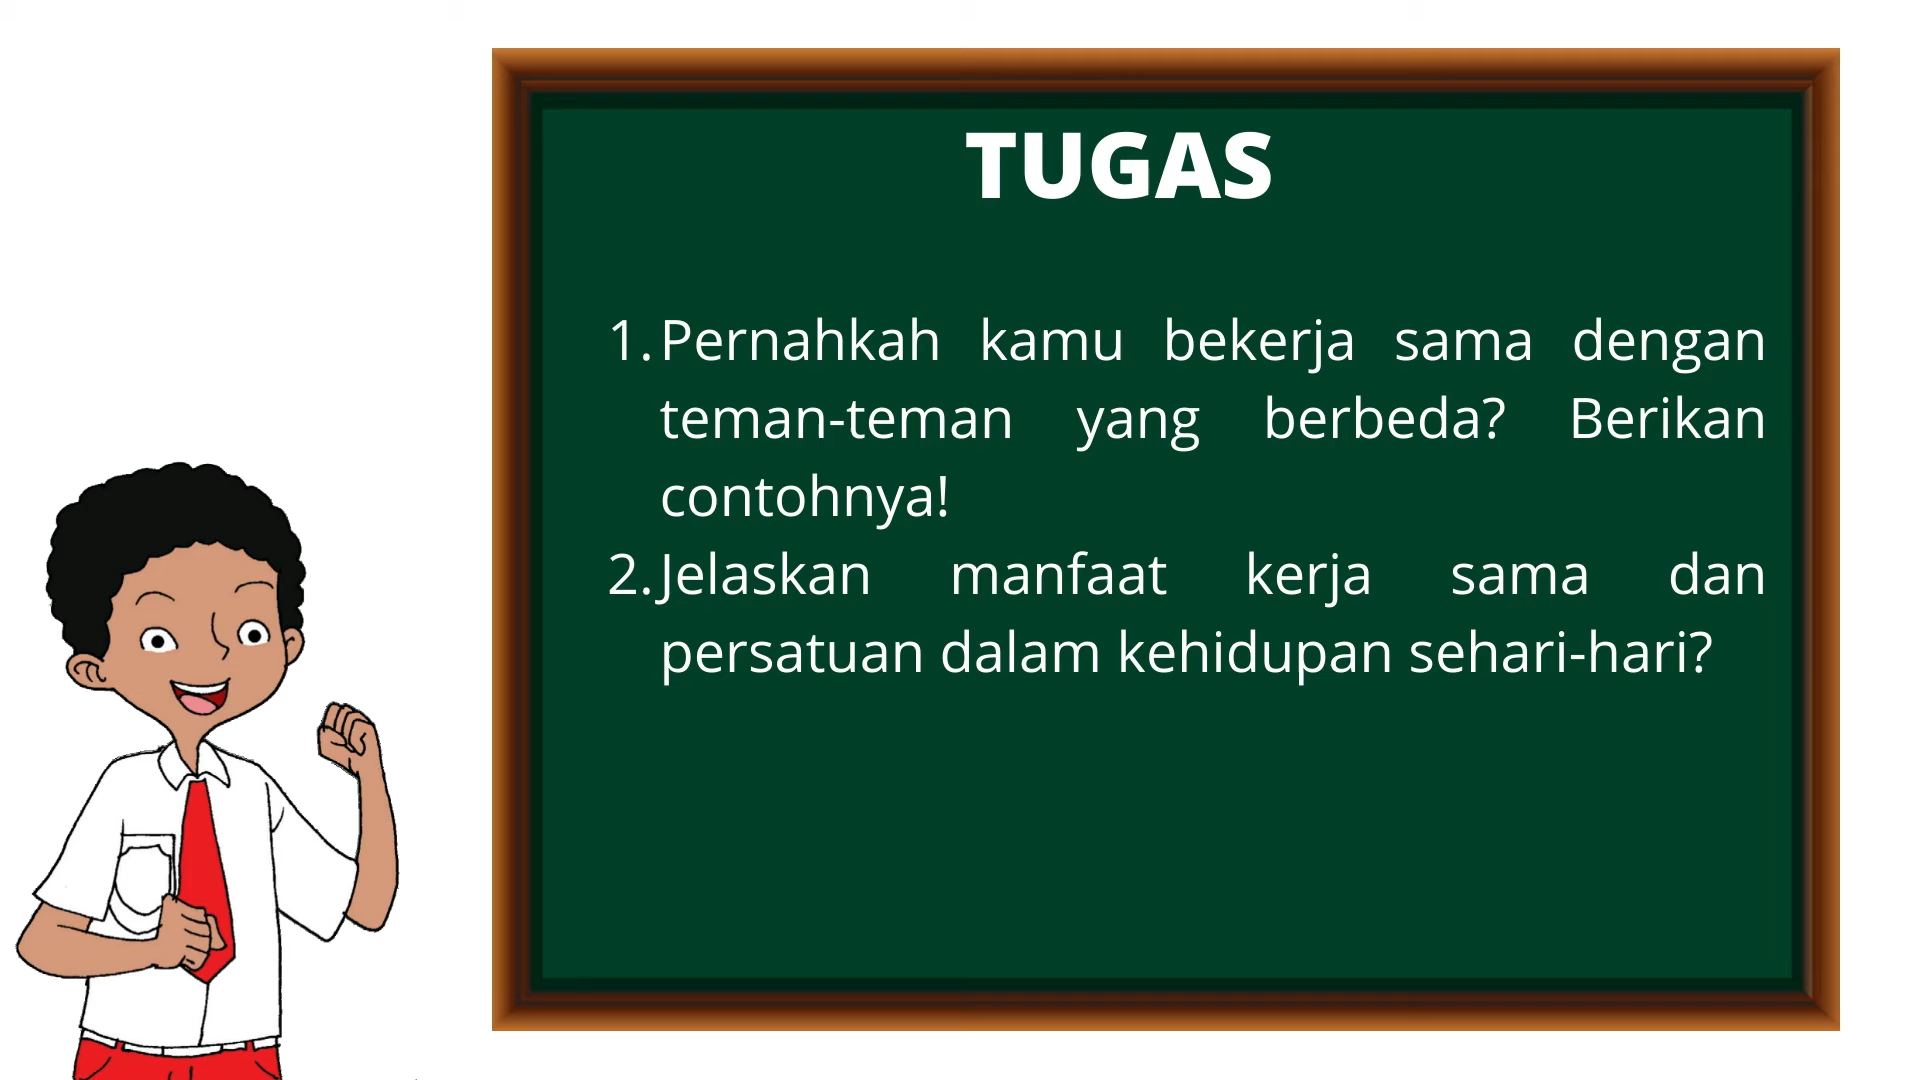 TUGAS
1. Pernahkah kamu bekerja sama dengan
teman-teman yang berbeda? Berikan
contohnya!
2. Jelaskan manfaat kerja sama dan
persatuan dalam kehidupan sehari-hari?